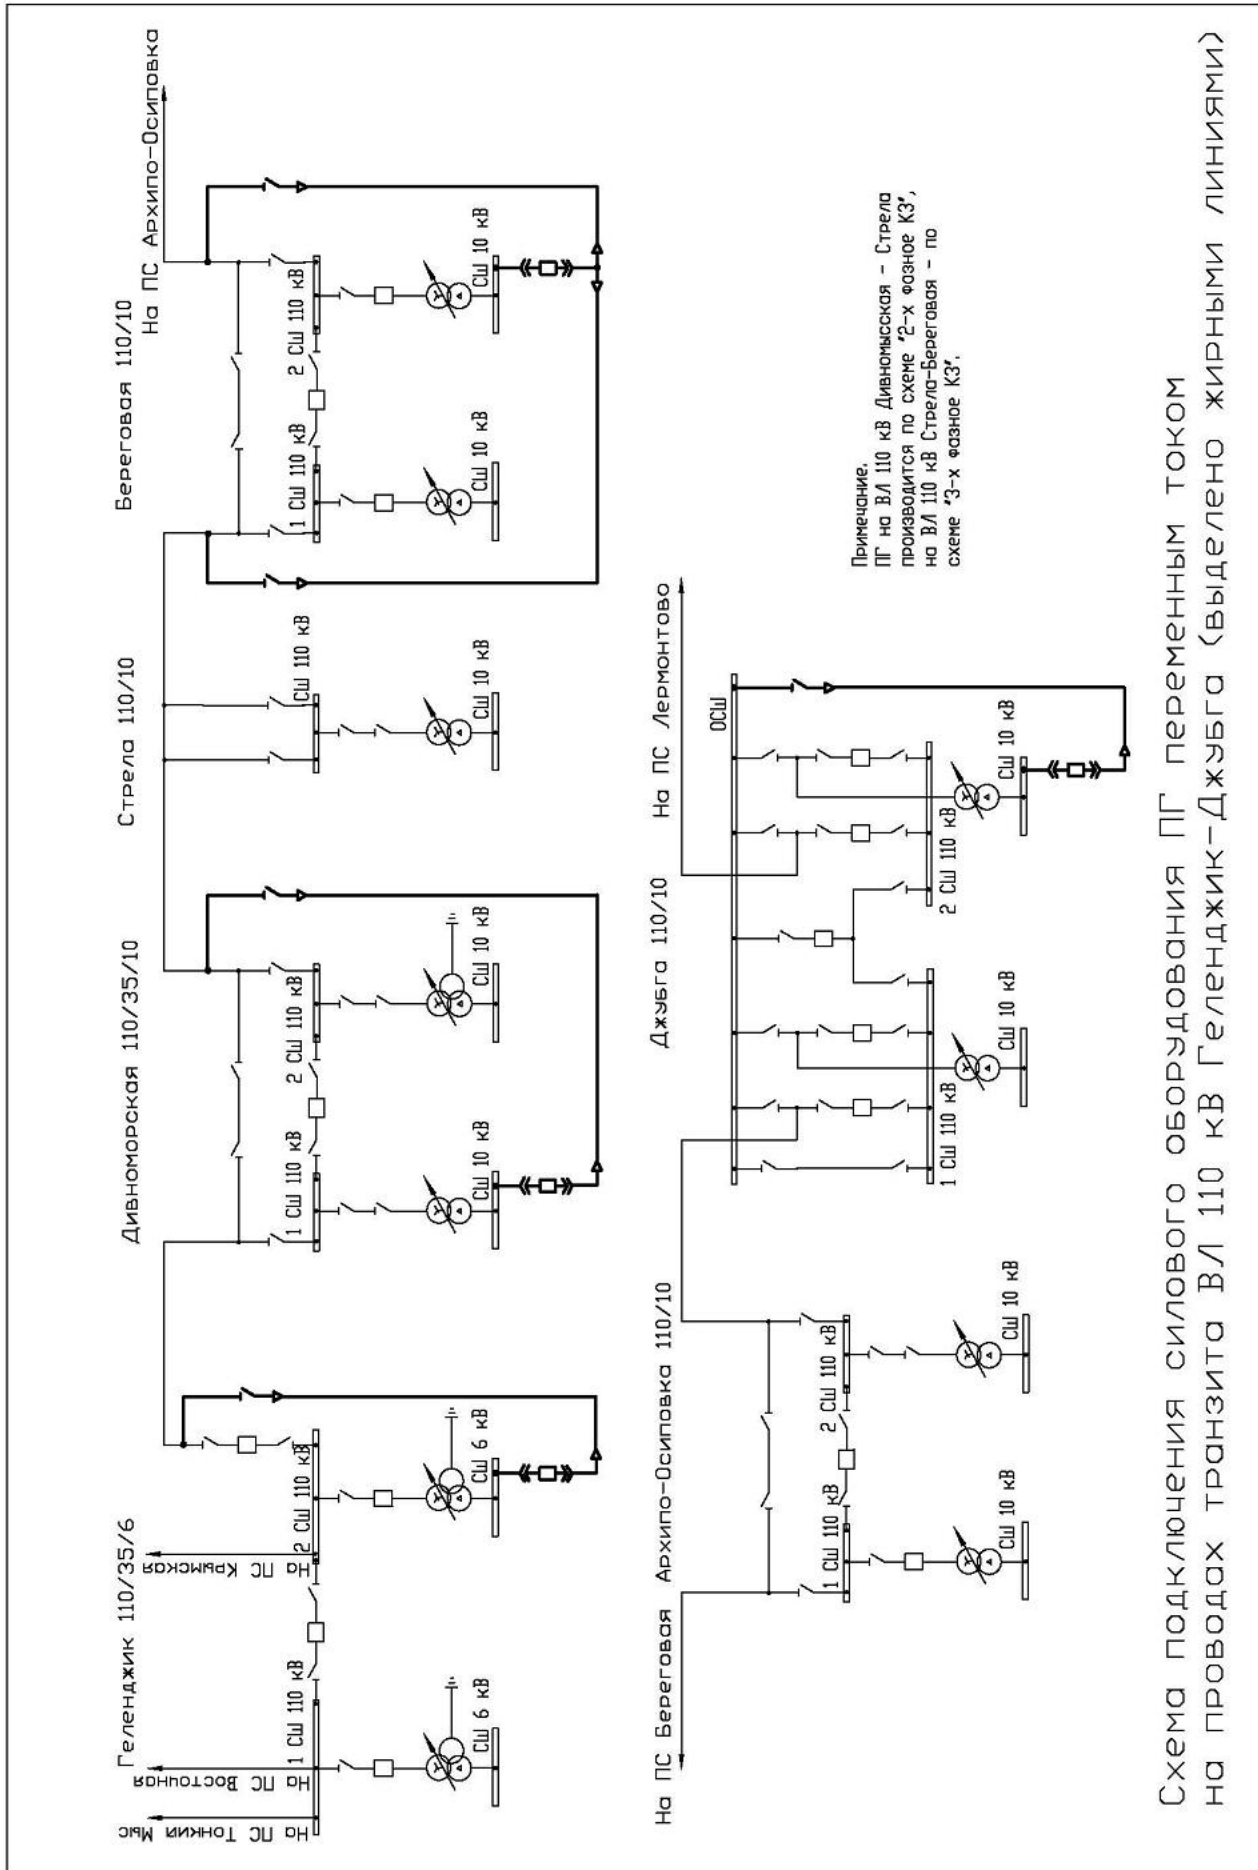 Геленджик 110/35/6
На ПС Тонкий Мыс
На ПС Восточная
На ПС Крымская
1 СШ 110 кВ
2 СШ 110 кВ
СШ 6 кВ
СШ 6 кВ
Дивноморская 110/35/10
1 СШ 110 кВ
2 СШ 110 кВ
СШ 10 кВ
СШ 10 кВ
Стрела 110/10
СШ 110 кВ
СШ 10 кВ
Береговая 110/10
На ПС Архипо-Осиповка
1 СШ 110 кВ
2 СШ 110 кВ
СШ 10 кВ
СШ 10 кВ
На ПС Береговая
Архипо-Осиповка 110/10
1 СШ 110 кВ
2 СШ 110 кВ
СШ 10 кВ
СШ 10 кВ
Джубга 110/10
На ПС Лермонтово
ОСШ
1 СШ 110 кВ
2 СШ 110 кВ
СШ 10 кВ
СШ 10 кВ
Примечание.
ПГ на ВЛ 110 кВ Дивномысская - Стрела
производится по схеме "2-х фазное КЗ",
на ВЛ 110 кВ Стрела-Береговая - по
схеме "3-х фазное КЗ".
Схема подключения силового оборудования ПГ переменным током
на проводах транзита ВЛ 110 кВ Геленджик-Джубга (выделено жирными линиями)